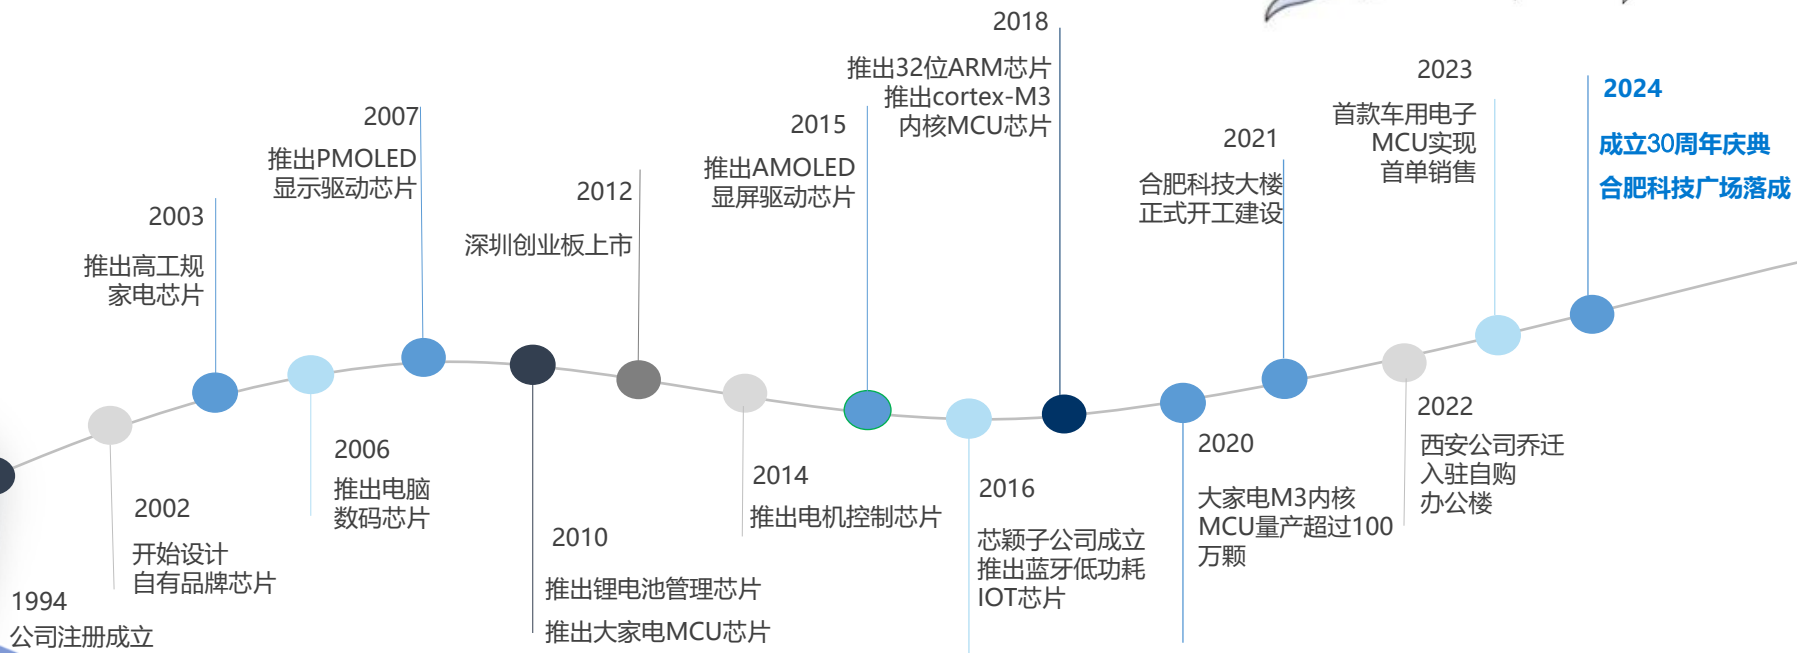 1994
公司注册成立
2002
开始设计
自有品牌芯片
2003
推出高工规
家电芯片
2006
推出电脑
数码芯片
2007
推出PMOLED
显示驱动芯片
2010
推出锂电池管理芯片
推出大家电MCU芯片
2012
深圳创业板上市
2014
推出电机控制芯片
2015
推出AMOLED
显屏驱动芯片
2016
芯颖子公司成立
推出蓝牙低功耗
IOT芯片
2018
推出32位ARM芯片
推出cortex-M3
内核MCU芯片
2020
大家电M3内核
MCU量产超过100
万颗
2021
合肥科技大楼
正式开工建设
2022
西安公司乔迁
入驻自购
办公楼
2023
首款车用电子
MCU实现
首单销售
2024
成立30周年庆典
合肥科技广场落成